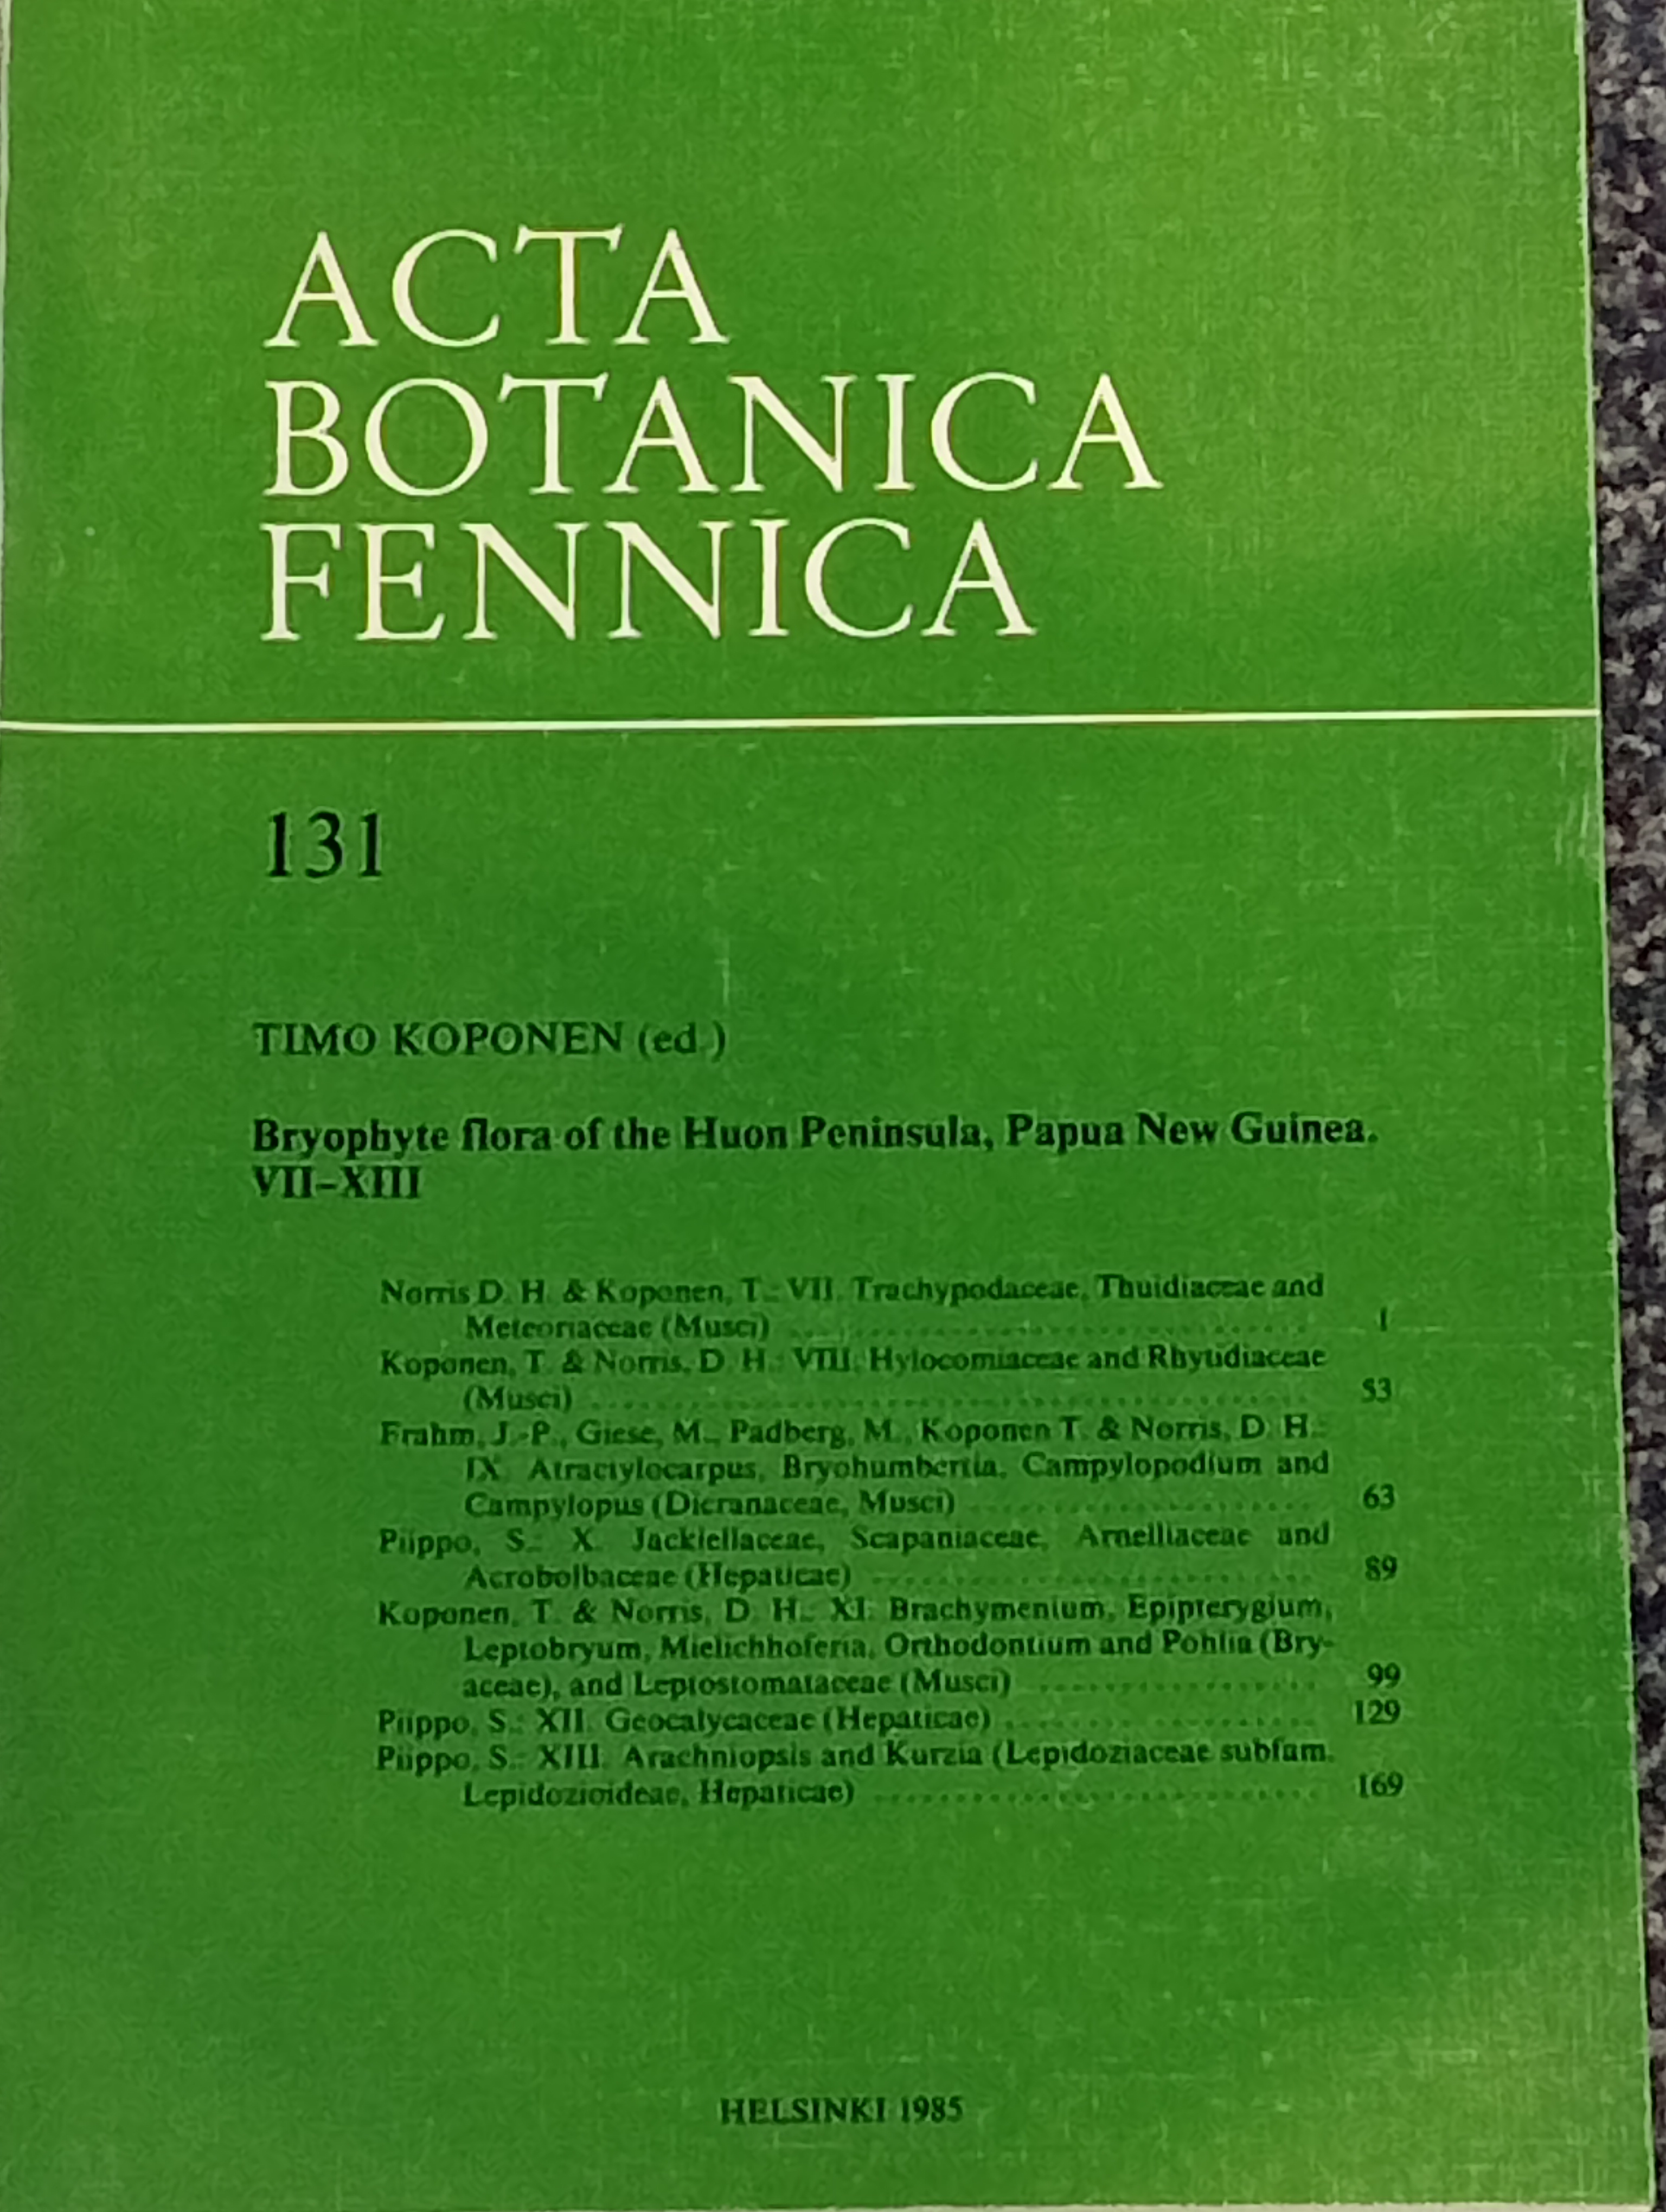 ACTA
BOTANICA
FENNICA
131
TIMO KOPONEN (ed.)
Bryophyte flora of the Huon Peninsula, Papua New Guinea.
VII–XIII
Norris D. H. & Koponen, T.: VII. Trachypodaceae, Thuidiaceae and
Meteoriaceae (Musci) ........................................ 1
Koponen, T. & Norris, D. H.: VIII. Hylocomiaceae and Rhytidiaceae
(Musci) ........................................ 53
Frahm, J.-P., Giese, M., Padberg, M., Koponen T. & Norris, D. H.:
IX. Atractylocarpus, Bryohumbertia, Campylopodium and
Campylopus (Dicranaceae, Musci) ........................ 63
Piippo, S.: X. Jackiellaceae, Scapaniaceae, Arnelliaceae and
Acrobolbaceae (Hepaticae) ............................ 89
Koponen, T. & Norris, D. H.: XI. Brachymenium, Epipterygium,
Leptobryum, Mielichhoferia, Orthodontium and Pohlia (Bry-
aceae), and Leptostomataceae (Musci) .................. 99
Piippo, S.: XII. Geocalycaceae (Hepaticae) .................... 129
Piippo, S.: XIII. Arachniopsis and Kurzia (Lepidoziaceae subfam.
Lepidozioideae, Hepaticae) ............................ 169
HELSINKI 1985